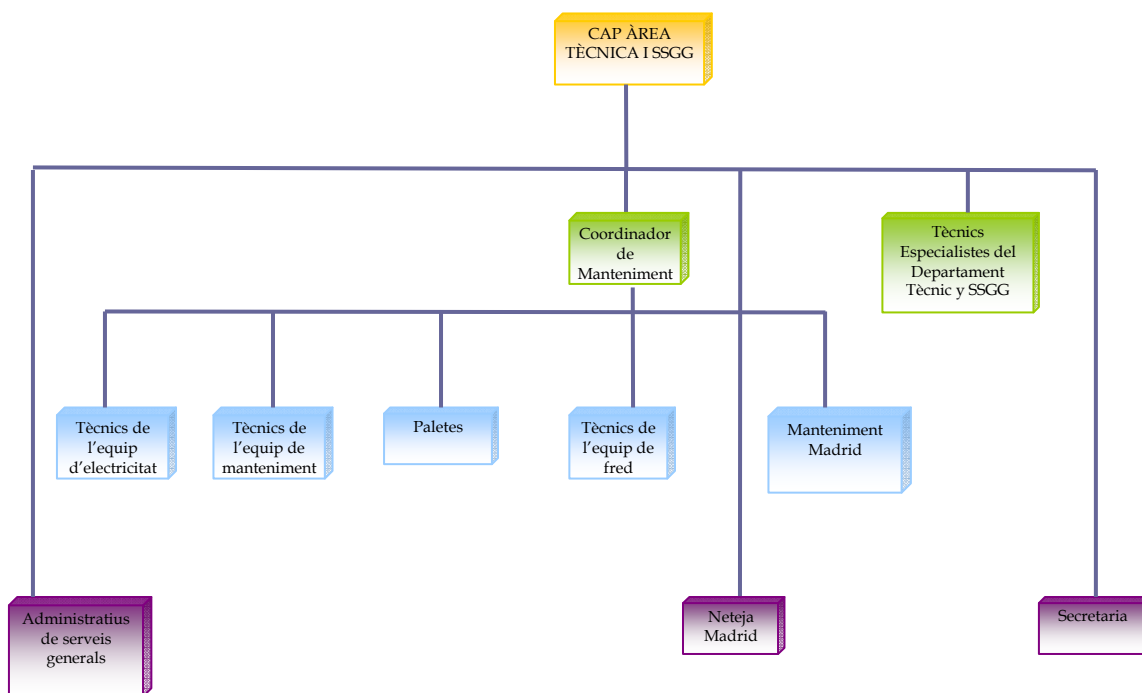 CAP ÀREA
TÈCNICA I SSGG
Coordinador
de
Manteniment
Tècnics
Especialistes del
Departament
Tècnic y SSGG
Tècnics de
l’equip
d’electricitat
Tècnics de
l’equip de
manteniment
Paletes
Tècnics de
l’equip de
fred
Manteniment
Madrid
Administratius
de serveis
generals
Neteja
Madrid
Secretaria